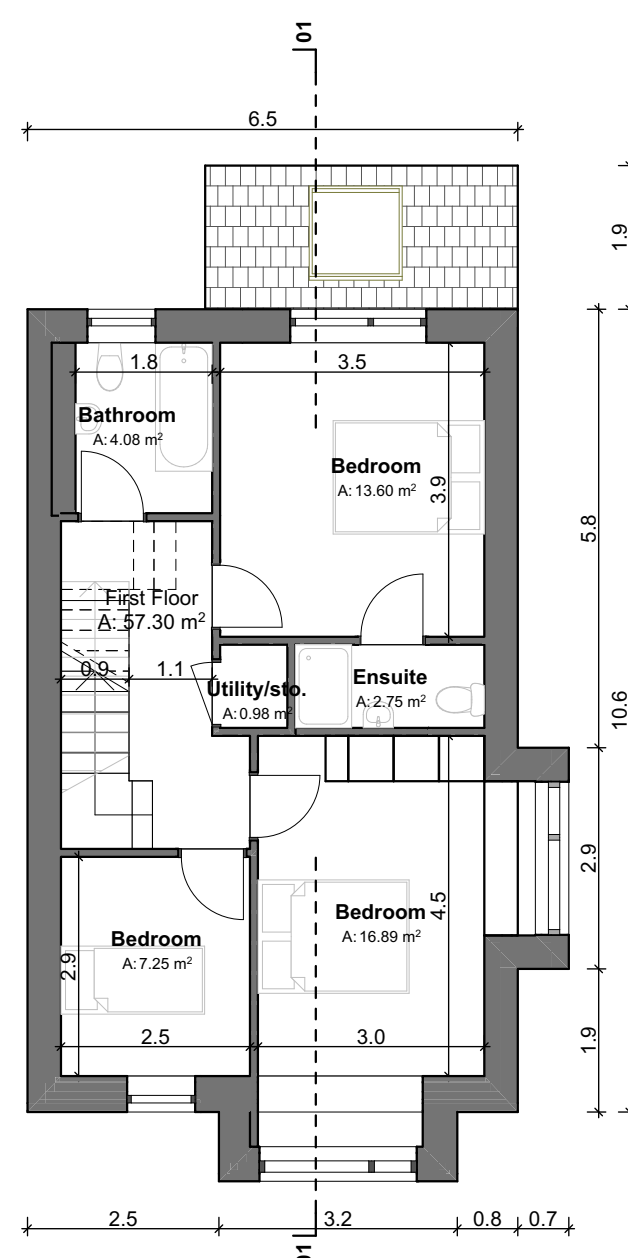 01
6.5
1.9
1.8
3.5
Bathroom
A: 4.08 m²
Bedroom
A: 13.60 m²
3.9
5.8
First Floor
A: 57.30 m²
0.9
1.1
Utility/sto.
A: 0.98 m²
Ensuite
A: 2.75 m²
10.6
2.9
Bedroom
A: 16.89 m²
4.5
Bedroom
A: 7.25 m²
2.9
2.5
3.0
1.9
2.5
3.2
0.8
0.7
01